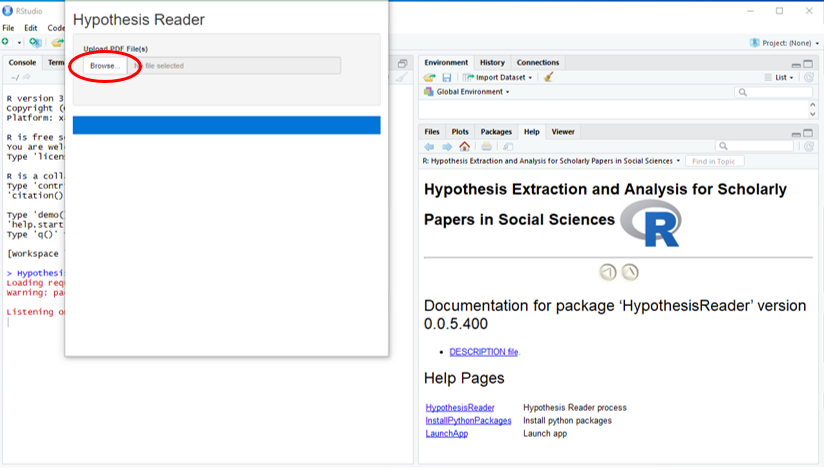 RStudio
File Edit Code
Project: (None)
Console Term
~/
R version 3
Copyright (
Platform: x
R is free s
You are wel
Type 'licen
R is a coll
Type 'contr
'citation()
Type 'demo(
'help.start
Type 'q()'
[workspace
> Hypothesi
Loading requ
Warning: pa
Listening o
Hypothesis Reader
Upload PDF File(s)
Browse... No file selected
Environment History Connections
Import Dataset
List
Global Environment
Files Plots Packages Help Viewer
R: Hypothesis Extraction and Analysis for Scholarly Papers in Social Sciences
Find in Topic
Hypothesis Extraction and Analysis for Scholarly
Papers in Social Sciences R
Documentation for package ‘HypothesisReader’ version
0.0.5.400
• DESCRIPTION file.
Help Pages
HypothesisReader Hypothesis Reader process
InstallPythonPackages Install python packages
LaunchApp Launch app